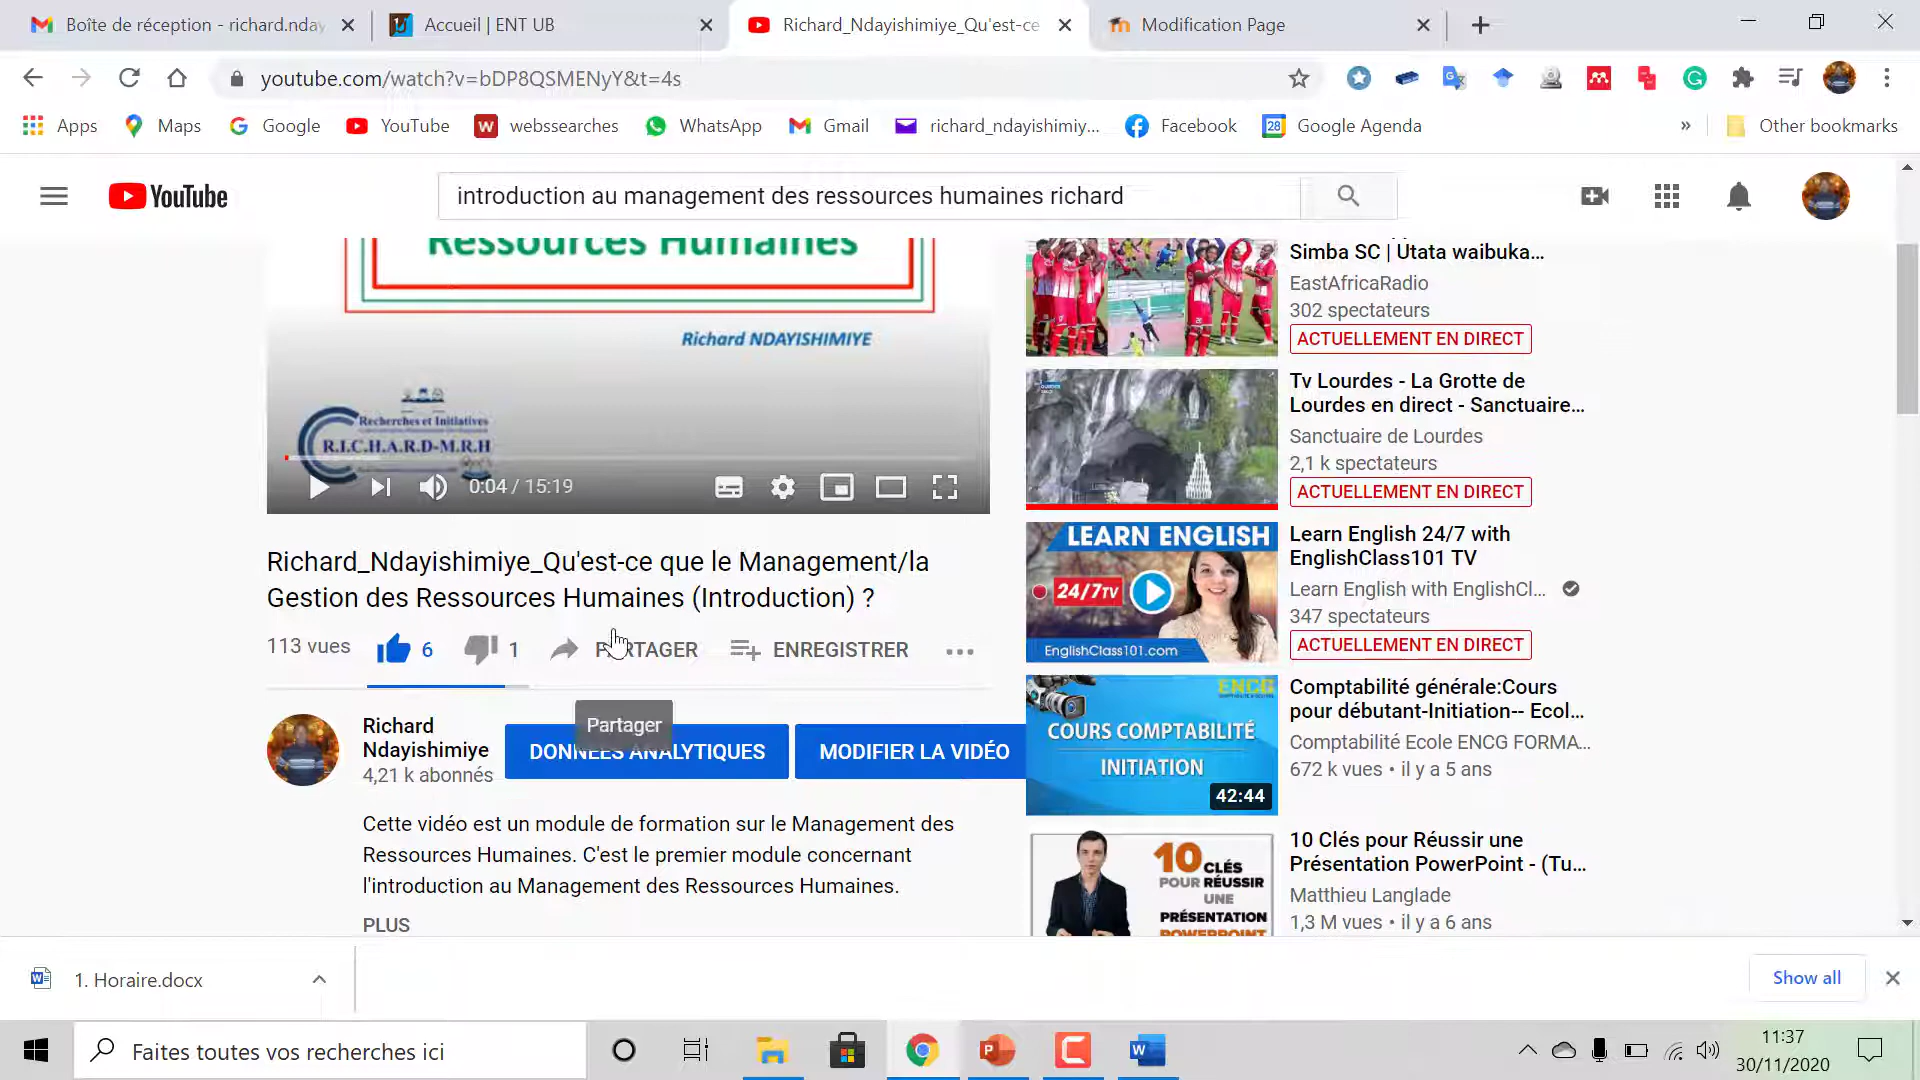 Boîte de réception - richard.nday
Accueil | ENT UB
Richard_Ndayishimiye_Qu'est-ce
Modification Page
youtube.com/watch?v=bDP8QSMENyY&t=4s
Apps
Maps
Google
YouTube
W
webssearches
WhatsApp
Gmail
richard_ndayishimiy...
Facebook
28
Google Agenda
»
Other bookmarks
YouTube
introduction au management des ressources humaines richard
Ressources Humaines
Richard NDAYISHIMIYE
Recherches et Initiatives
R.I.C.H.A.R.D-M.R.H
0:04 / 15:19
Richard_Ndayishimiye_Qu'est-ce que le Management/la
Gestion des Ressources Humaines (Introduction) ?
113 vues
6
1
PARTAGER
ENREGISTRER
Partager
Richard
Ndayishimiye
4,21 k abonnés
DONNÉES ANALYTIQUES
MODIFIER LA VIDÉO
Cette vidéo est un module de formation sur le Management des
Ressources Humaines. C'est le premier module concernant
l'introduction au Management des Ressources Humaines.
PLUS
Simba SC | Utata waibuka...
EastAfricaRadio
302 spectateurs
ACTUELLEMENT EN DIRECT
Tv Lourdes - La Grotte de
Lourdes en direct - Sanctuaire...
Sanctuaire de Lourdes
2,1 k spectateurs
ACTUELLEMENT EN DIRECT
LEARN ENGLISH
24/7TV
EnglishClass101.com
Learn English 24/7 with
EnglishClass101 TV
Learn English with EnglishCl...
347 spectateurs
ACTUELLEMENT EN DIRECT
ENCG
COURS COMPTABILITÉ
INITIATION
42:44
Comptabilité générale:Cours
pour débutant-Initiation-- Ecol...
Comptabilité Ecole ENCG FORMA...
672 k vues • il y a 5 ans
10 CLÉS
POUR RÉUSSIR
UNE
PRÉSENTATION
POWERPOINT
10 Clés pour Réussir une
Présentation PowerPoint - (Tu...
Matthieu Langlade
1,3 M vues • il y a 6 ans
1. Horaire.docx
Show all
Faites toutes vos recherches ici
11:37
30/11/2020